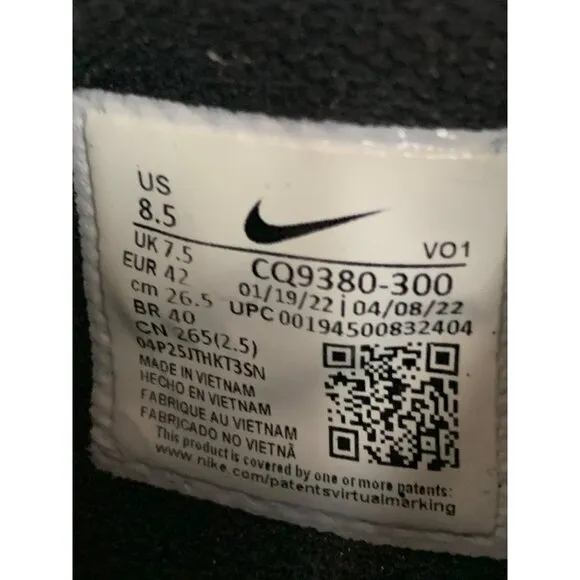 US
8.5
VO1
UK 7.5
CQ9380-300
EUR 42
01/19/22 | 04/08/22
cm 26.5
UPC 00194500832404
BR 40
CN 265(2.5)
04P25JTHKT3SN
MADE IN VIETNAM
HECHO EN VIETNAM
FABRIQUE AU VIETNAM
FABRICADO NO VIETNÃ
This product is covered by one or more patents:
www.nike.com/patentsvirtualmarking